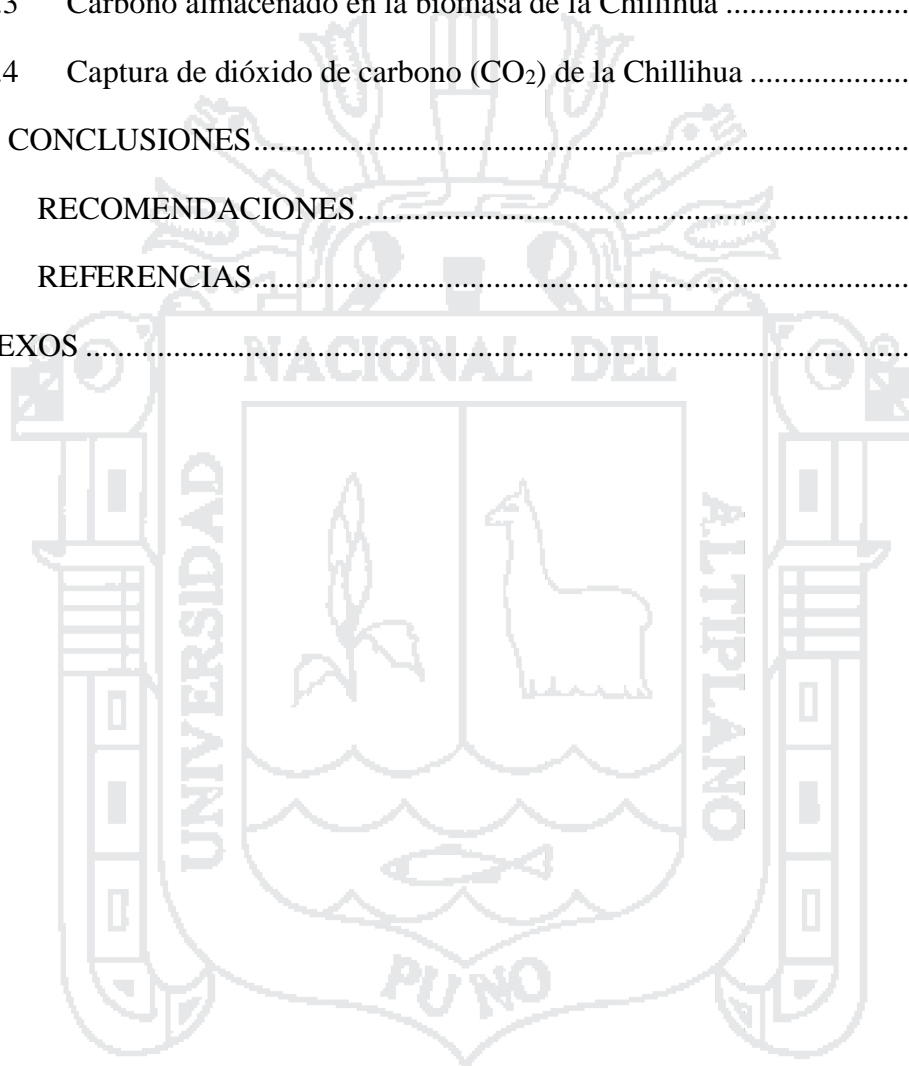 .3 Carbono almacenado en la biomasa de la Chillihua ......................
.4 Captura de dióxido de carbono (CO₂) de la Chillihua ...................
CONCLUSIONES...............................................................................
RECOMENDACIONES..................................................................
REFERENCIAS...............................................................................
EXOS ....................................................................................................
NACIONAL DEL
UNIVERSIDAD
ALTIPLANO
PUNO